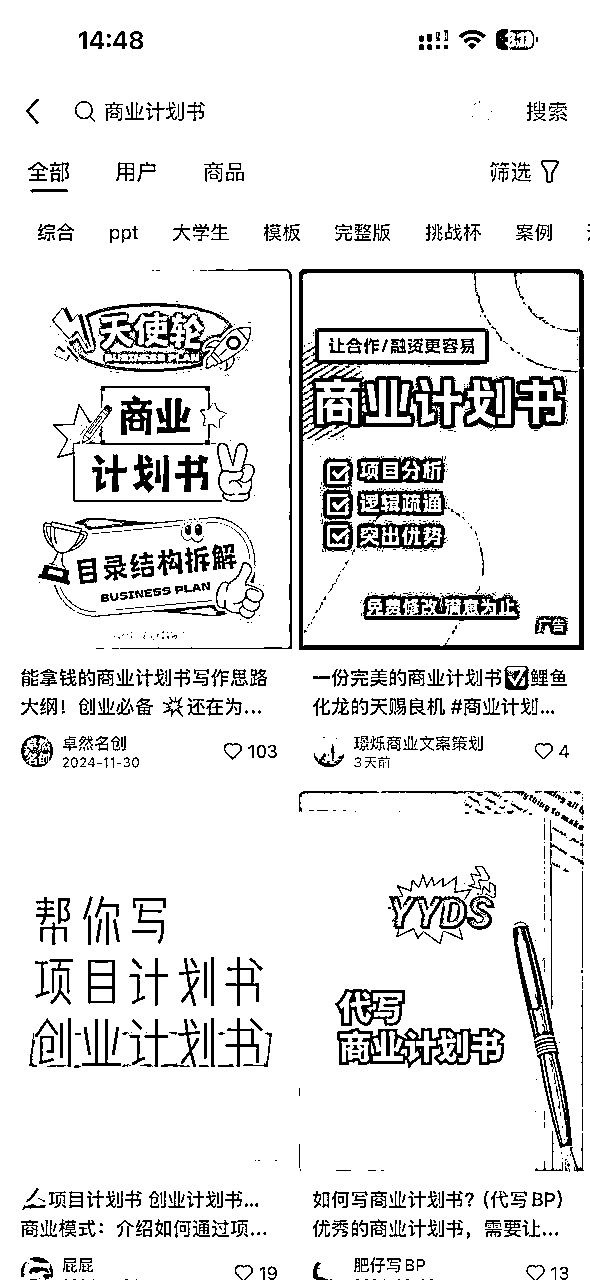 14:48
商业计划书
搜索
全部
用户
商品
筛选
综合
ppt
大学生
模板
完整版
挑战杯
案例
天使轮
BUSINESS PLAN
商业
计划书
目录结构拆解
BUSINESS PLAN
能拿钱的商业计划书写作思路
大纲！创业必备 还在为...
卓然名创
2024-11-30
103
让合作/融资更容易
商业计划书
项目分析
逻辑疏通
突出优势
免费修改 满意为止
广告
一份完美的商业计划书 鲤鱼
化龙的天赐良机 #商业计划...
璟烁商业文案策划
3天前
4
帮你写
项目计划书
创业计划书
项目计划书 创业计划书...
商业模式：介绍如何通过项...
屁屁
19
YYDS
代写
商业计划书
如何写商业计划书？(代写BP)
优秀的商业计划书，需要让...
肥仔写BP
13